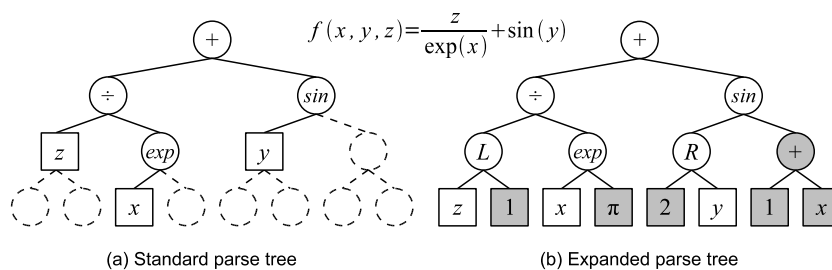 f(x,y,z)=z/exp(x)+sin(y)
+ +
÷ sin ÷ sin
z exp y L exp R +
x z 1 x π 2 y 1 x
(a) Standard parse tree (b) Expanded parse tree